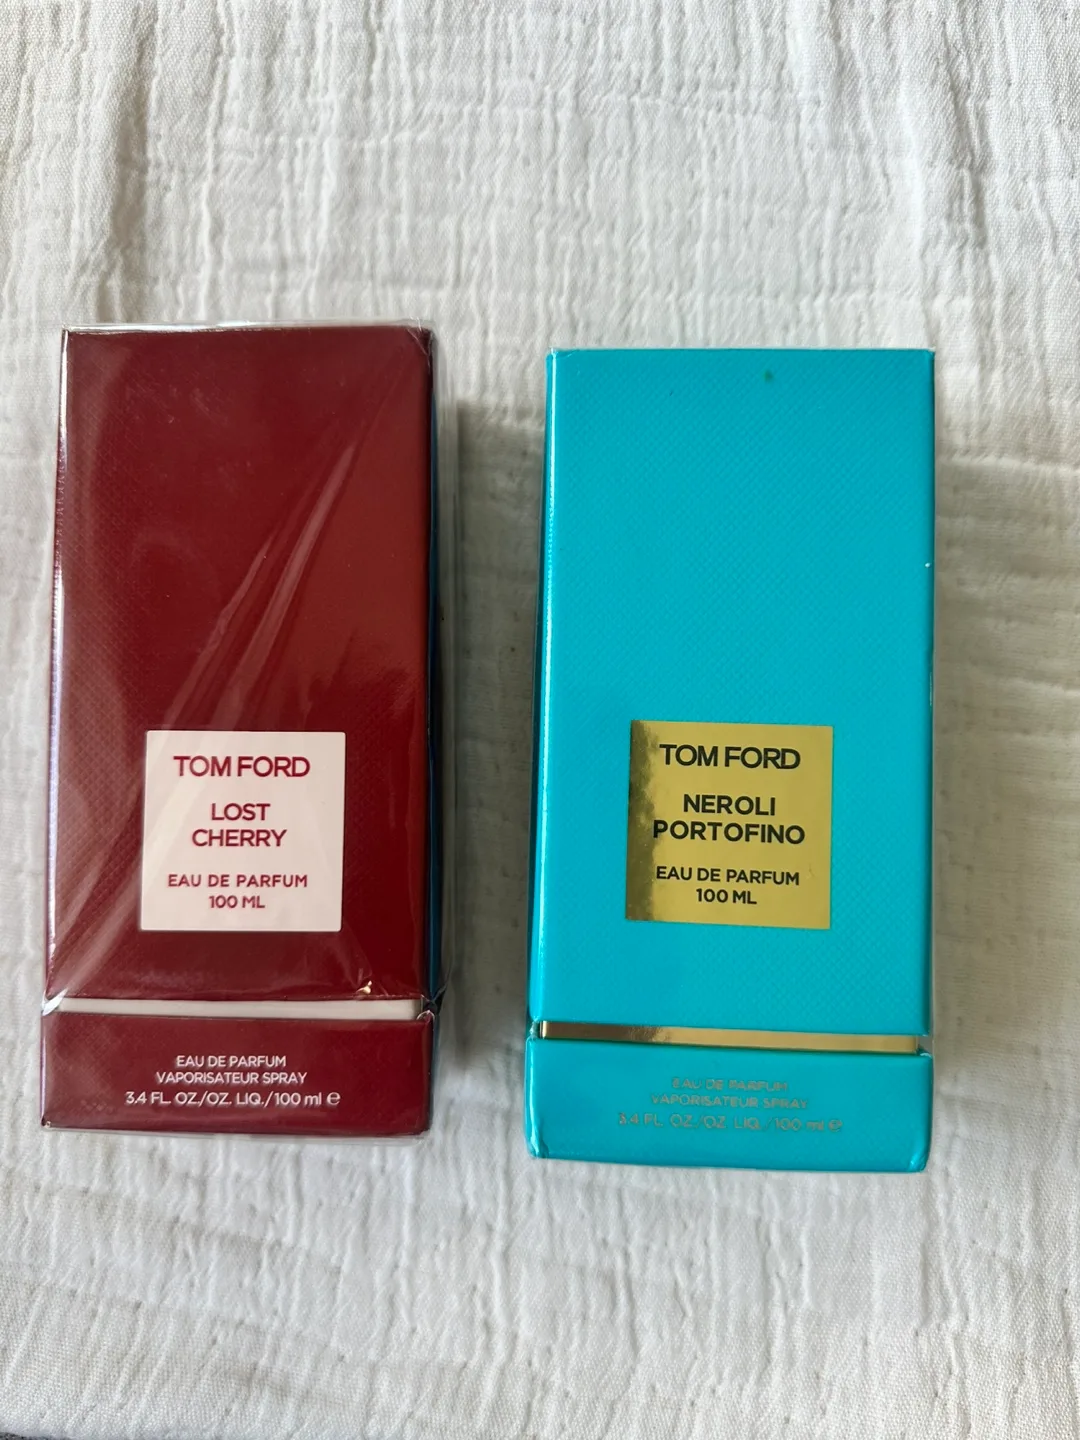 TOM FORD
LOST
CHERRY
EAU DE PARFUM
100 ML
EAU DE PARFUM
VAPORISATEUR SPRAY
3.4 FL. OZ./OZ. LIQ./100 ml ℮
TOM FORD
NEROLI
PORTOFINO
EAU DE PARFUM
100 ML
EAU DE PARFUM
VAPORISATEUR SPRAY
3.4 FL. OZ./OZ. LIQ./100 ml ℮